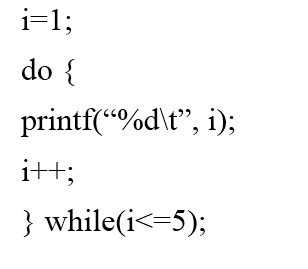 i=1;
do {
printf(“%d\t”, i);
i++;
} while(i<=5);